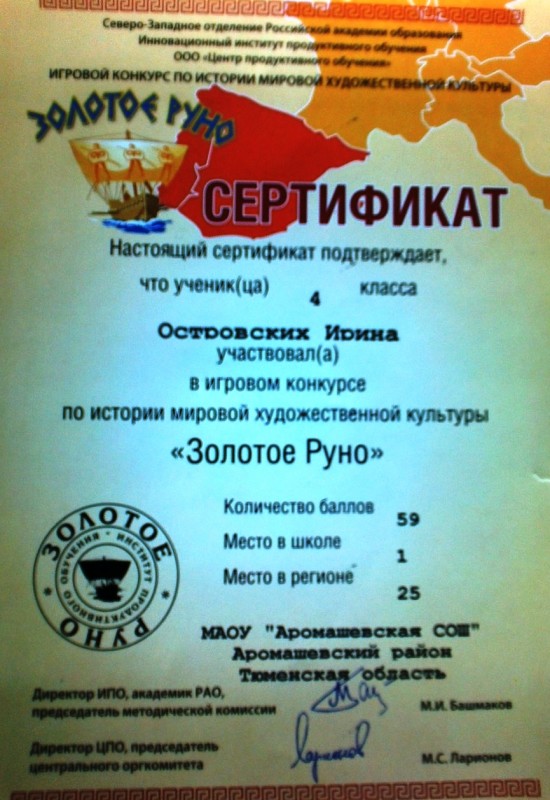 Северо-Западное отделение Российской академии образования
Инновационный институт продуктивного обучения
ООО «Центр продуктивного обучения»
ИГРОВОЙ КОНКУРС ПО ИСТОРИИ МИРОВОЙ ХУДОЖЕСТВЕННОЙ КУЛЬТУРЫ
ЗОЛОТОЕ РУНО
СЕРТИФИКАТ
Настоящий сертификат подтверждает,
что ученик(ца) 4 класса
Островских Ирина
участвовал(а)
в игровом конкурсе
по истории мировой художественной культуры
«Золотое Руно»
Количество баллов 59
Место в школе 1
Место в регионе 25
ЗОЛОТОЕ РУНО
ИНСТИТУТ ПРОДУКТИВНОГО ОБУЧЕНИЯ
МАОУ "Аромашевская СОШ"
Аромашевский район
Тюменская область
Директор ИПО, академик РАО,
председатель методической комиссии М.И. Башмаков
Директор ЦПО, председатель
центрального оргкомитета М.С. Ларионов